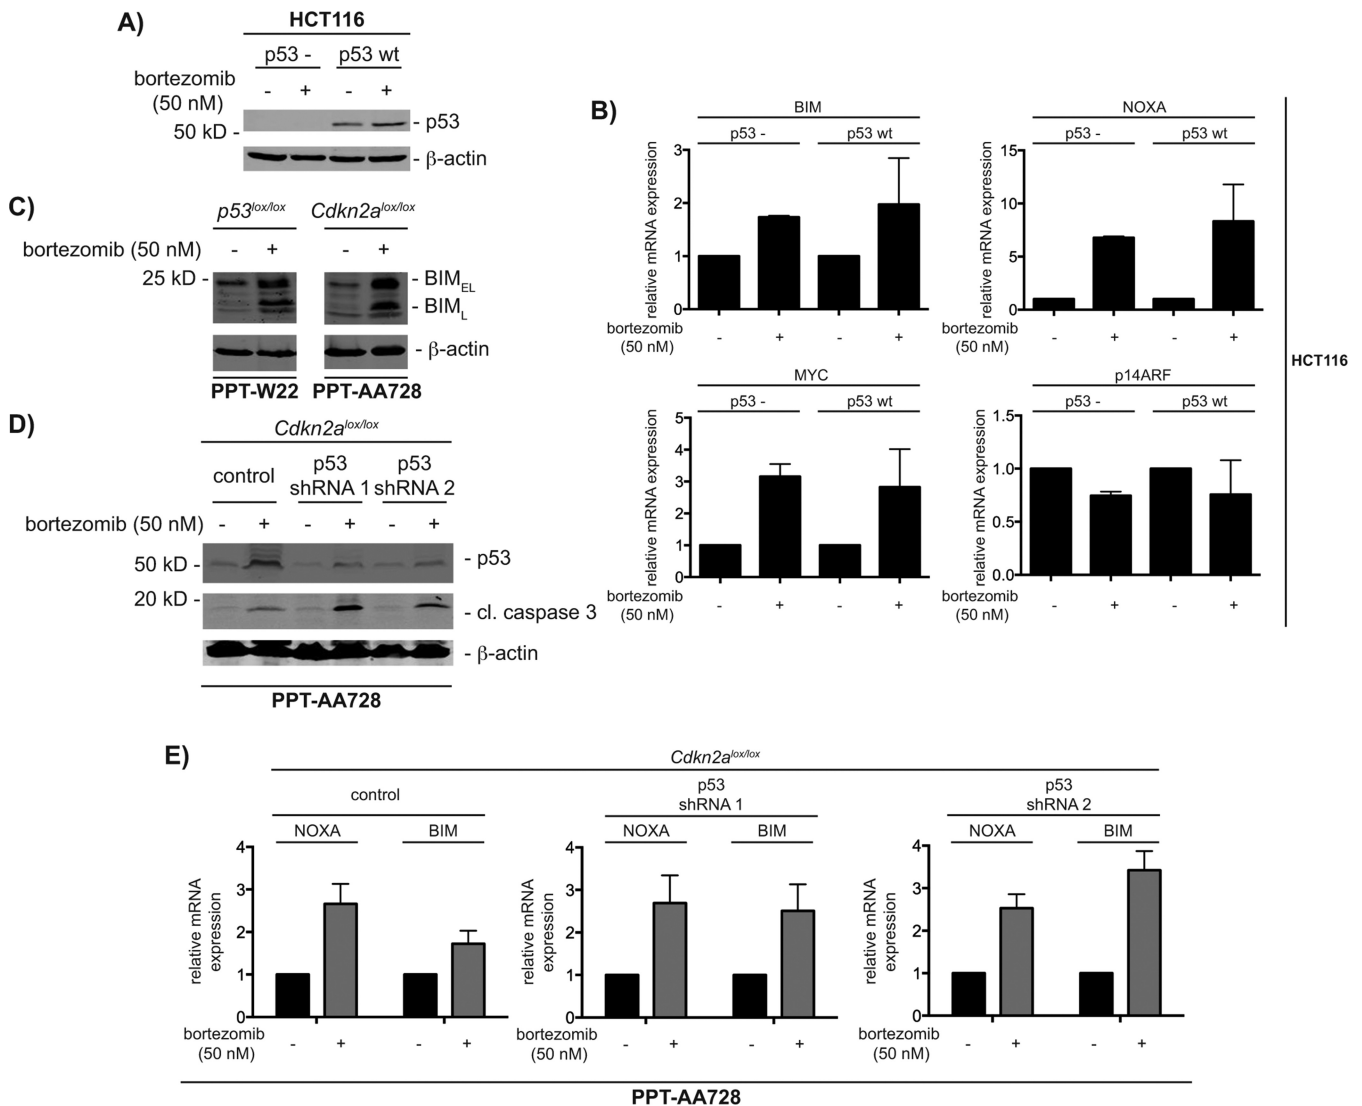 A)
HCT116
p53 - p53 wt
bortezomib
(50 nM)
- + - +
50 kD -
- p53
- β-actin
B)
BIM
p53 - p53 wt
relative mRNA expression
3
2
1
0
bortezomib
(50 nM)
- + - +
NOXA
p53 - p53 wt
relative mRNA expression
15
10
5
0
bortezomib
(50 nM)
- + - +
MYC
p53 - p53 wt
relative mRNA expression
5
4
3
2
1
0
bortezomib
(50 nM)
- + - +
p14ARF
p53 - p53 wt
relative mRNA expression
1.5
1.0
0.5
0.0
bortezomib
(50 nM)
- + - +
HCT116
C)
p53lox/lox Cdkn2alox/lox
bortezomib (50 nM) - + - +
25 kD -
- BIMEL
- BIML
- β-actin
PPT-W22 PPT-AA728
D)
Cdkn2alox/lox
control
p53
shRNA 1
p53
shRNA 2
bortezomib (50 nM) - + - + - +
50 kD -
- p53
20 kD -
- cl. caspase 3
- β-actin
PPT-AA728
E)
Cdkn2alox/lox
control
NOXA BIM
relative mRNA
expression
4
3
2
1
0
bortezomib
(50 nM)
- + - +
p53
shRNA 1
NOXA BIM
relative mRNA
expression
4
3
2
1
0
bortezomib
(50 nM)
- + - +
p53
shRNA 2
NOXA BIM
relative mRNA
expression
4
3
2
1
0
bortezomib
(50 nM)
- + - +
PPT-AA728